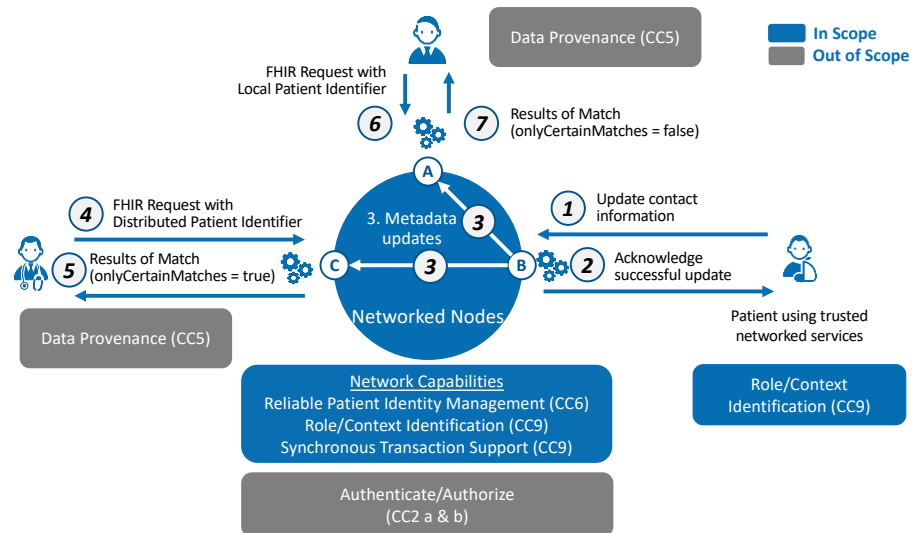 Data Provenance (CC5)
In Scope
Out of Scope
FHIR Request with
Local Patient Identifier
6
7
Results of Match
(onlyCertainMatches = false)
A
4
FHIR Request with
Distributed Patient Identifier
3. Metadada
updates
3
1
Update contact
information
5
Results of Match
(onlyCertainMatches = true)
C
3
B
2
Acknowledge
successful update
Networked Nodes
Patient using trusted
networked services
Data Provenance (CC5)
Network Capabilities
Reliable Patient Identity Management (CC6)
Role/Context Identification (CC9)
Synchronous Transaction Support (CC9)
Role/Context
Identification (CC9)
Authenticate/Authorize
(CC2 a & b)